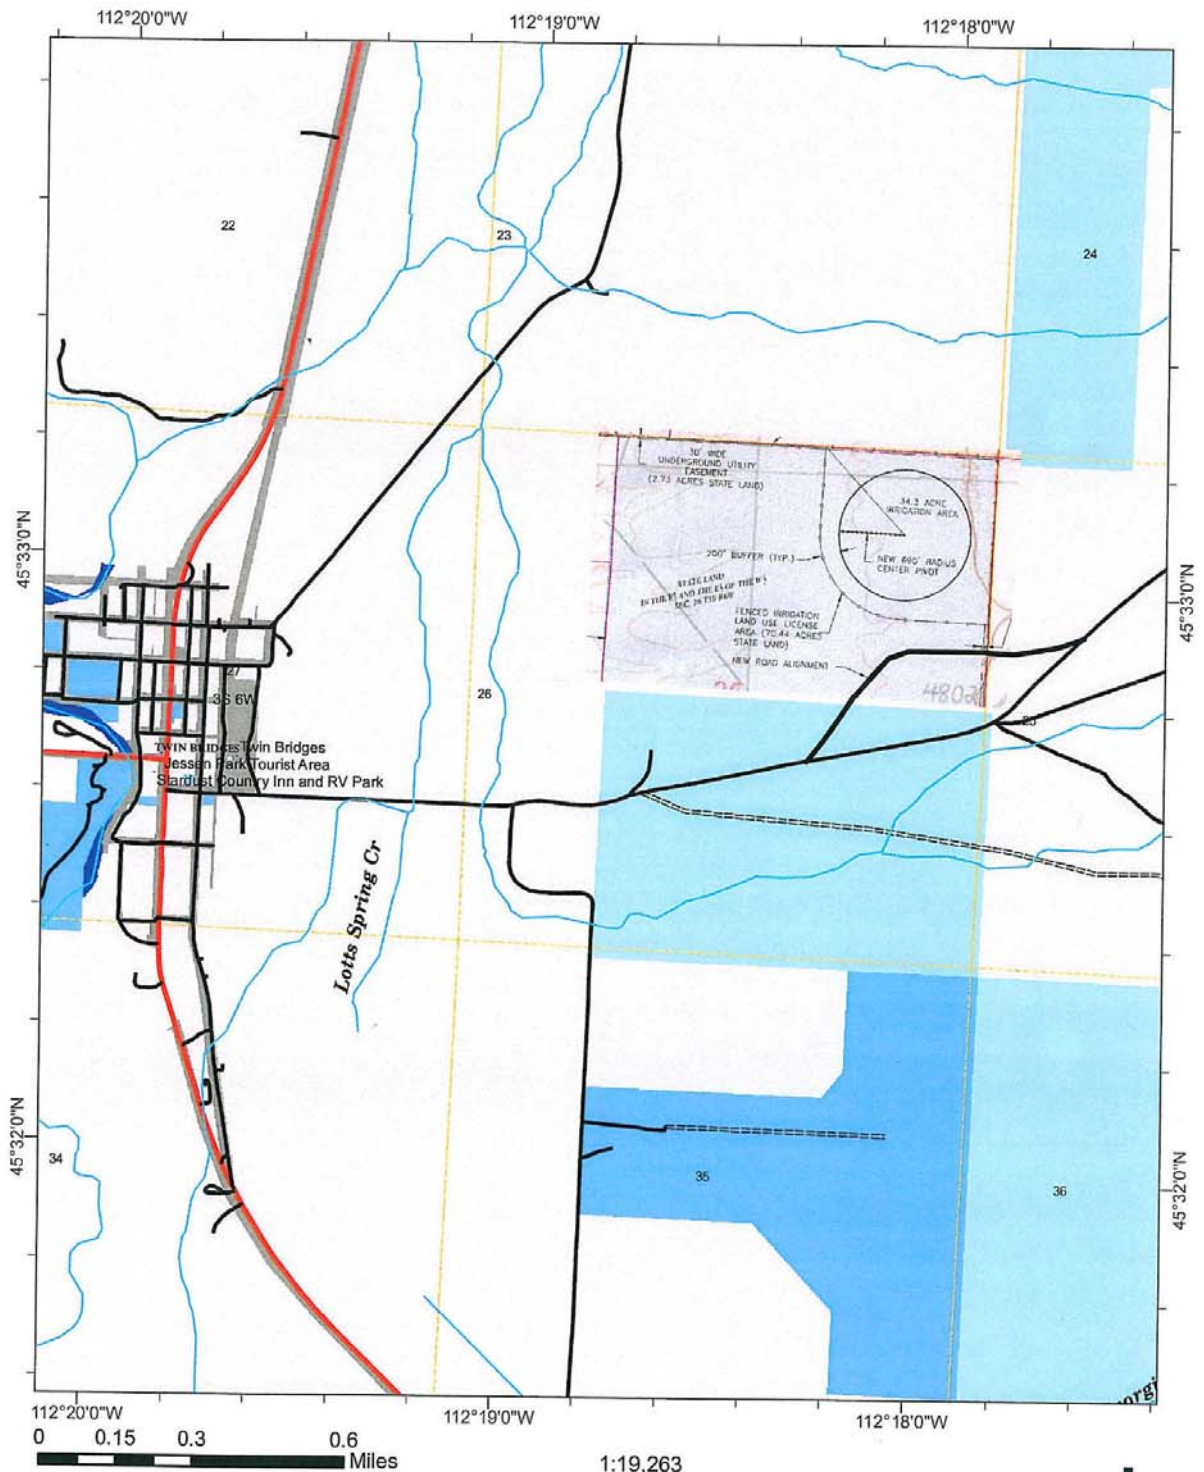 112°20'0"W
112°19'0"W
112°18'0"W
22
23
24
30' WIDE
UNDERGROUND UTILITY
EASEMENT
(2.73 ACRES STATE LAND)
34.3 ACRE
IRRIGATION AREA
200' BUFFER (TYP.)
NEW 690' RADIUS
CENTER PIVOT
STATE LAND
FENCED IRRIGATION
LAND USE LICENSE
AREA (70.44 ACRES
STATE LAND)
NEW ROAD ALIGNMENT
45°33'0"N
45°33'0"N
27
3S 6W
26
25
TWIN BRIDGES Twin Bridges
Jessen Park Tourist Area
Stardust Country Inn and RV Park
Lotts Spring Cr
45°32'0"N
45°32'0"N
34
35
36
112°20'0"W
112°19'0"W
112°18'0"W
0 0.15 0.3 0.6
Miles
1:19,263